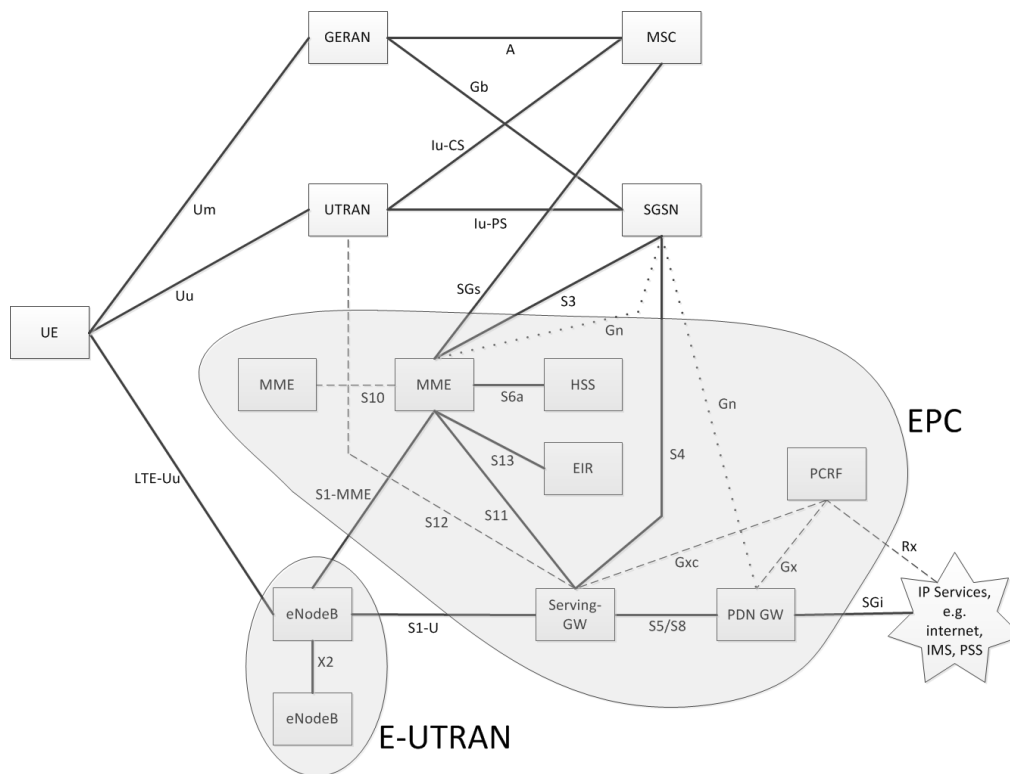 GERAN
MSC
A
Gb
Iu-CS
Um
UTRAN
SGSN
Iu-PS
Uu
SGs
S3
UE
Gn
MME
MME
HSS
S10
S6a
Gn
EPC
S13
EIR
S4
PCRF
LTE-Uu
S1-MME
S12
S11
Rx
Gxc
Gx
eNodeB
Serving-
GW
PDN GW
SGi
IP Services,
e.g.
internet,
IMS, PSS
S1-U
S5/S8
X2
eNodeB
E-UTRAN